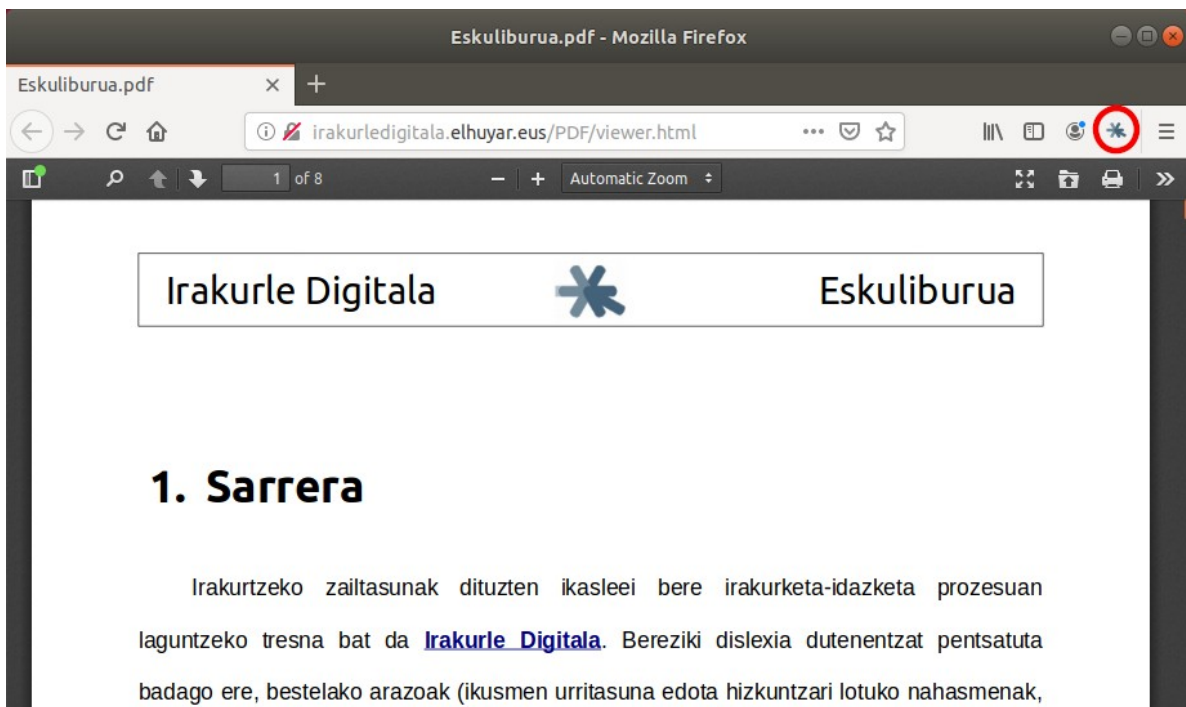 Eskuliburua.pdf - Mozilla Firefox
Eskuliburua.pdf
irakurledigitala.elhuyar.eus/PDF/viewer.html
1 of 8
Automatic Zoom
Irakurle Digitala Eskuliburua
1. Sarrera
Irakurtzeko zailtasunak dituzten ikasleei bere irakurketa-idazketa prozesuan
laguntzeko tresna bat da Irakurle Digitala. Bereziki dislexia dutenentzat pentsatuta
badago ere, bestelako arazoak (ikusmen urritasuna edota hizkuntzari lotuko nahasmenak,